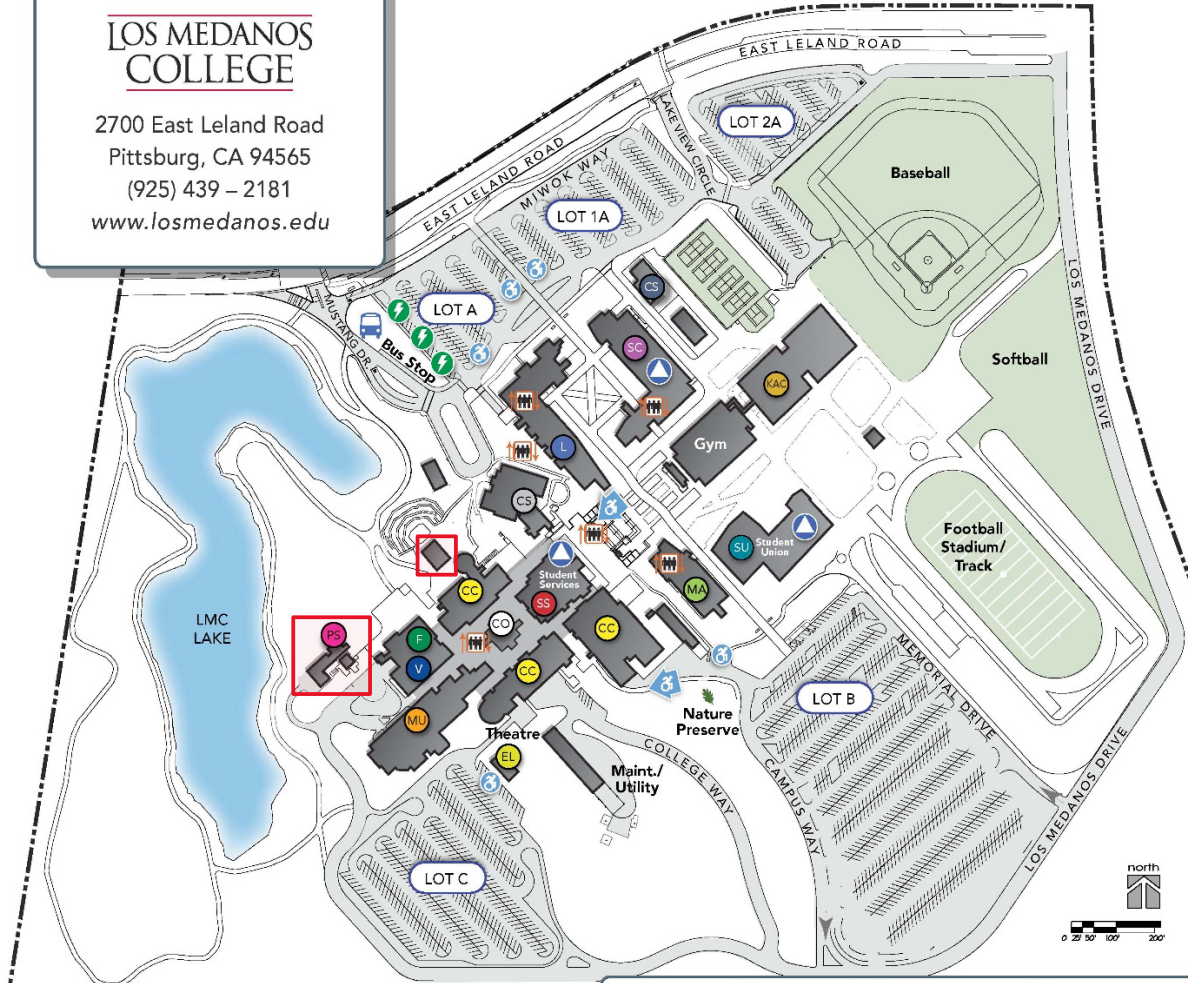 LOS MEDANOS
COLLEGE
2700 East Leland Road
Pittsburg, CA 94565
(925) 439 – 2181
www.losmedanos.edu
EAST LELAND ROAD
LAKE VIEW CIRCLE
LOT 2A
EAST LELAND ROAD
MIWOK WAY
LOT 1A
Baseball
LOS MEDANOS DRIVE
MUSTANG DR.
LOT A
Bus Stop
CS
SC
KAC
Softball
L
Gym
CS
Football
Stadium/
Track
SU
Student
Union
Student
Services
SS
MA
CC
CO
CC
LMC
LAKE
PS
F
V
CC
MU
Theatre
EL
Maint./
Utility
Nature
Preserve
COLLEGE WAY
CAMPUS WAY
LOT B
MEMORIAL DRIVE
LOS MEDANOS DRIVE
LOT C
north
0 25' 50' 100' 200'